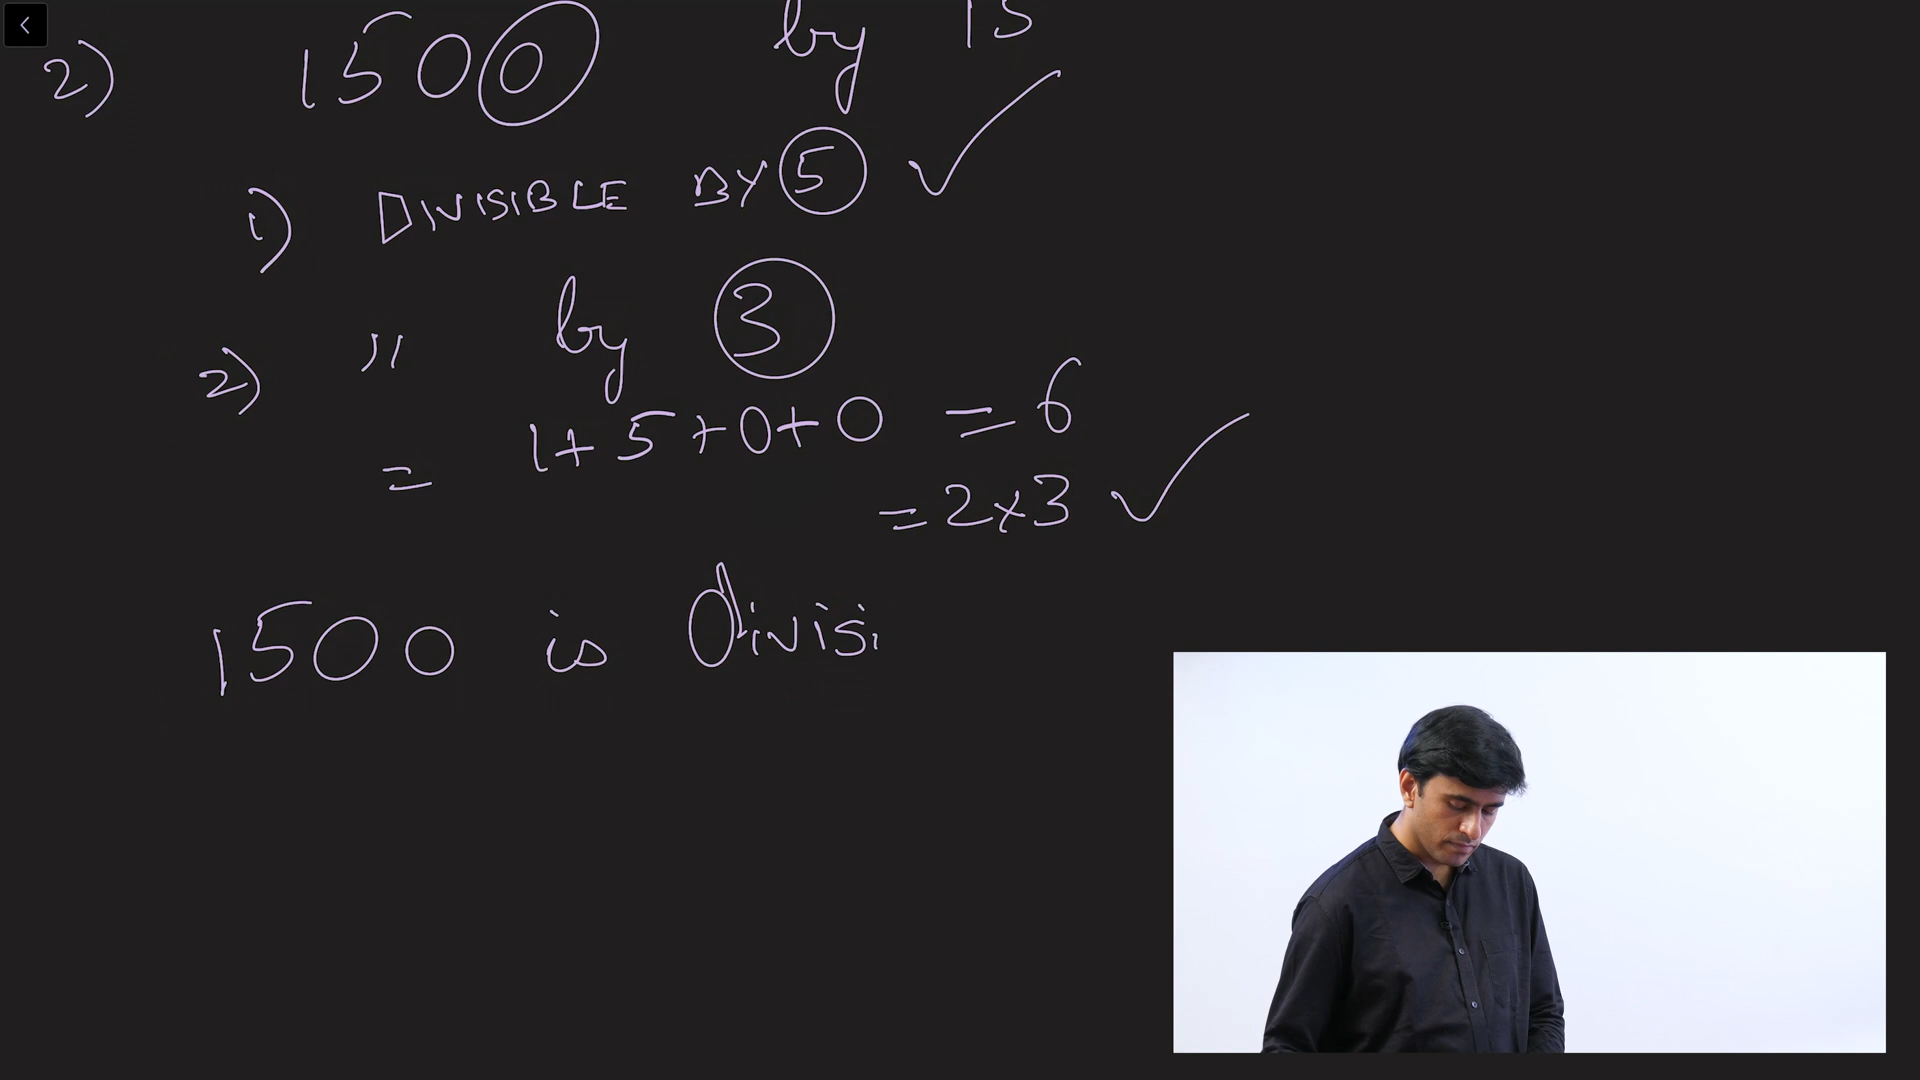 2) 1500 by 15
1) DIVISIBLE BY 5 ✓
2) " by 3
= 1+5+0+0 = 6
= 2×3 ✓
1500 is Divisi